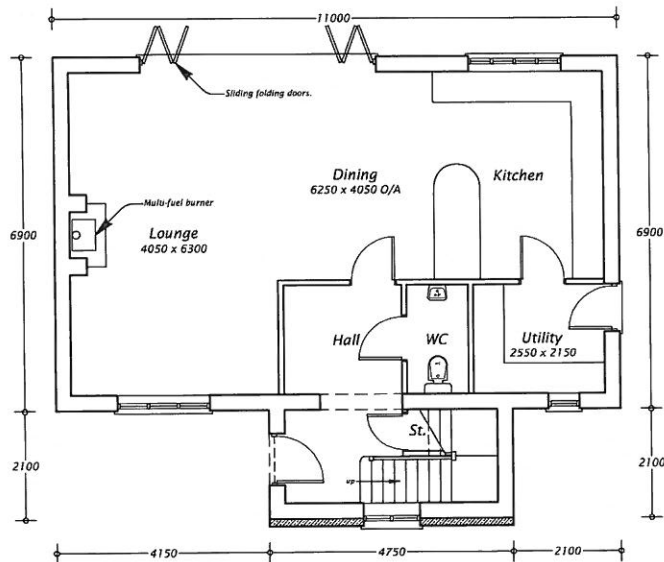 11000
Sliding folding doors.
Dining
6250 x 4050 O/A
Kitchen
Multi-fuel burner
Lounge
4050 x 6300
6900
6900
Hall
WC
Utility
2550 x 2150
St.
2100
up
2100
4150
4750
2100